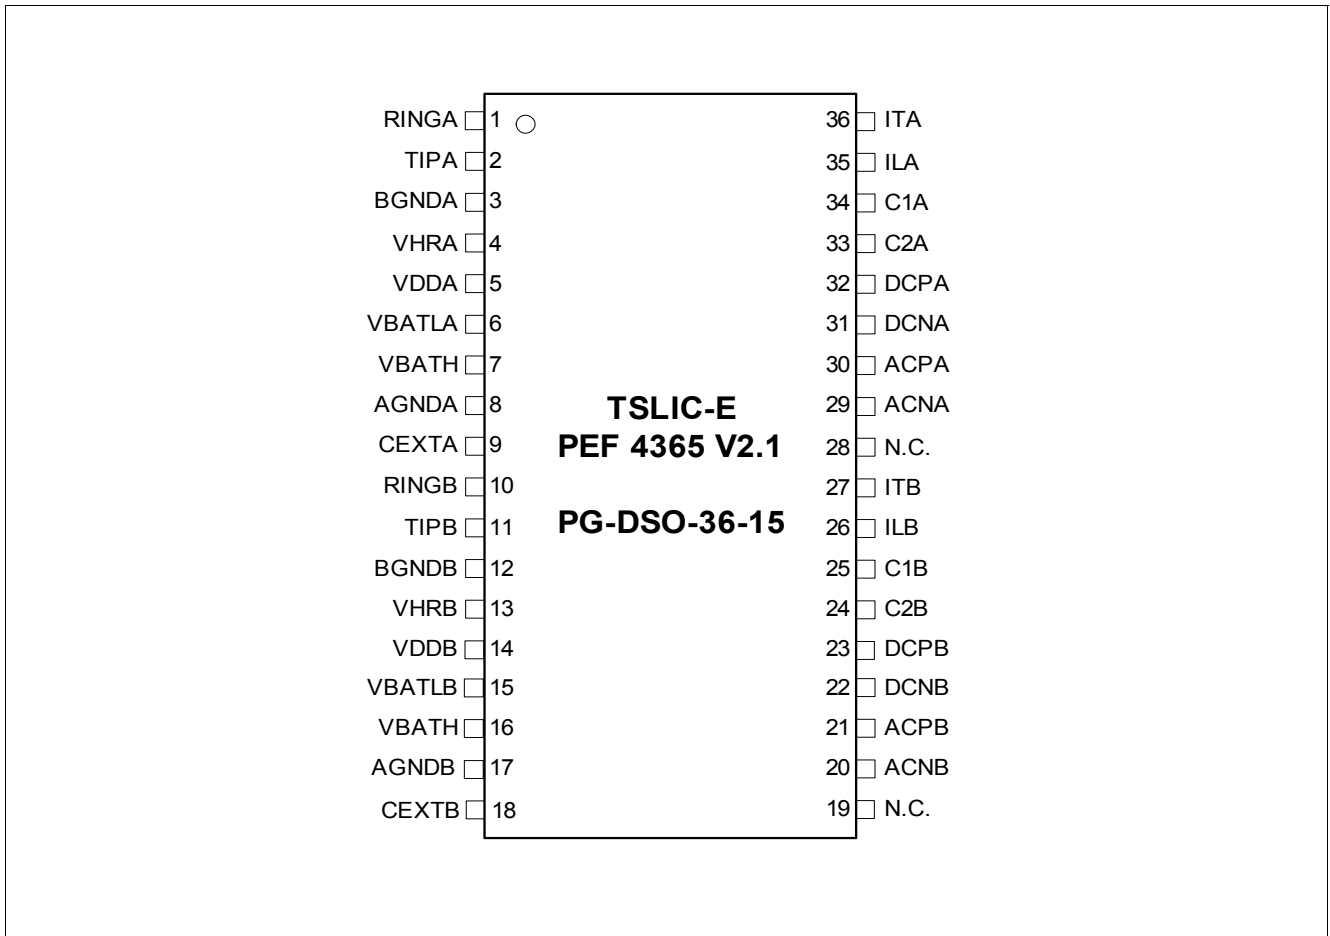 RINGA 1 36 ITA
TIPA 2 35 ILA
BGNDA 3 34 C1A
VHRA 4 33 C2A
VDDA 5 32 DCPA
VBATLA 6 31 DCNA
VBATH 7 30 ACPA
AGNDA 8 29 ACNA
CEXTA 9 28 N.C.
RINGB 10 27 ITB
TIPB 11 26 ILB
BGNDB 12 25 C1B
VHRB 13 24 C2B
VDDB 14 23 DCPB
VBATLB 15 22 DCNB
VBATH 16 21 ACPB
AGNDB 17 20 ACNB
CEXTB 18 19 N.C.
TSLIC-E
PEF 4365 V2.1
PG-DSO-36-15